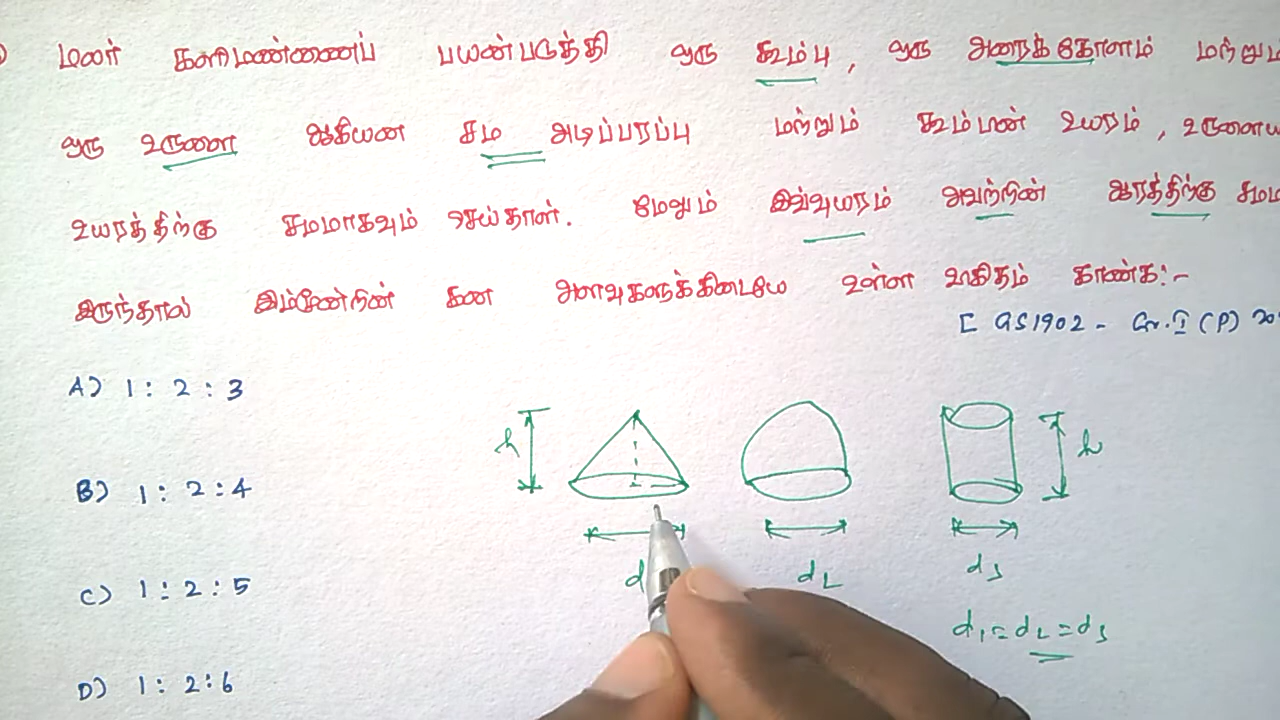 மலர் களிமண்ணைப் பயன்படுத்தி ஒரு கூம்பு, ஒரு அரைக்கோளம் மற்றும்
ஒரு உருளை ஆகியன சம அடிப்பரப்பு மற்றும் கூம்பின் உயரம், உருளைய
உயரத்திற்கு சமமாகவும் செய்தாள். மேலும் இவ்வுயரம் அவற்றின் ஆரத்திற்கு சமம
இருந்தால் இம்மூன்றின் கன அளவுகளுக்கிடையே உள்ள விகிதம் காண்க:-
[ GS1902 - Gr.I (P) 20
A) 1 : 2 : 3
B) 1 : 2 : 4
C) 1 : 2 : 5
D) 1 : 2 : 6
h
h
d
d2
d3
d1 = d2 = d3